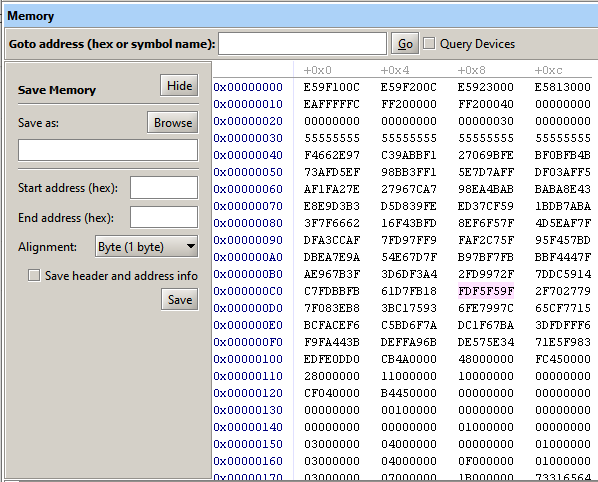 Memory
Goto address (hex or symbol name): Go Query Devices
Save Memory Hide
Save as: Browse
Start address (hex):
End address (hex):
Alignment: Byte (1 byte)
Save header and address info
Save
+0x0 +0x4 +0x8 +0xc
0x00000000 E59F100C E59F200C E5923000 E5813000
0x00000010 EAFFFFFC FF200000 FF200040 00000000
0x00000020 00000000 00000000 00000030 00000000
0x00000030 55555555 55555555 55555555 55555555
0x00000040 F4662E97 C39ABBF1 27069BFE BF0BFB4B
0x00000050 73AFD5EF 98BB3FF1 5E7D7AFF DF03AFF5
0x00000060 AF1FA27E 27967CA7 98EA4BAB BABA8E43
0x00000070 E8E9D3B3 D5D839FE ED37CF59 1BDB7ABA
0x00000080 3F7F6662 16F43BFD 8EF6F57F 4D5EAF7F
0x00000090 DFA3CCAF 7FD97FF9 FAF2C75F 95F457BD
0x000000A0 DBEA7E9A 54E67D7F B97BF7FB BBF4447F
0x000000B0 AE967B3F 3D6DF3A4 2FD9972F 7DDC5914
0x000000C0 C7FDBBFB 61D7FB18 FDF5F59F 2F702779
0x000000D0 7F083EB8 3BC17593 6FE7997C 65CF7715
0x000000E0 BCFACEF6 C5BD6F7A DC1F67BA 3DFDFFF6
0x000000F0 F9FA443B DEFFA96B DE575E34 71E5F983
0x00000100 EDFE0DD0 CB4A0000 48000000 FC450000
0x00000110 28000000 11000000 10000000 00000000
0x00000120 CF040000 B4450000 00000000 00000000
0x00000130 00000000 00100000 00000000 00000000
0x00000140 00000000 00000000 01000000 00000000
0x00000150 03000000 04000000 00000000 01000000
0x00000160 03000000 04000000 0F000000 01000000
0x00000170 03000000 07000000 1B000000 73316564